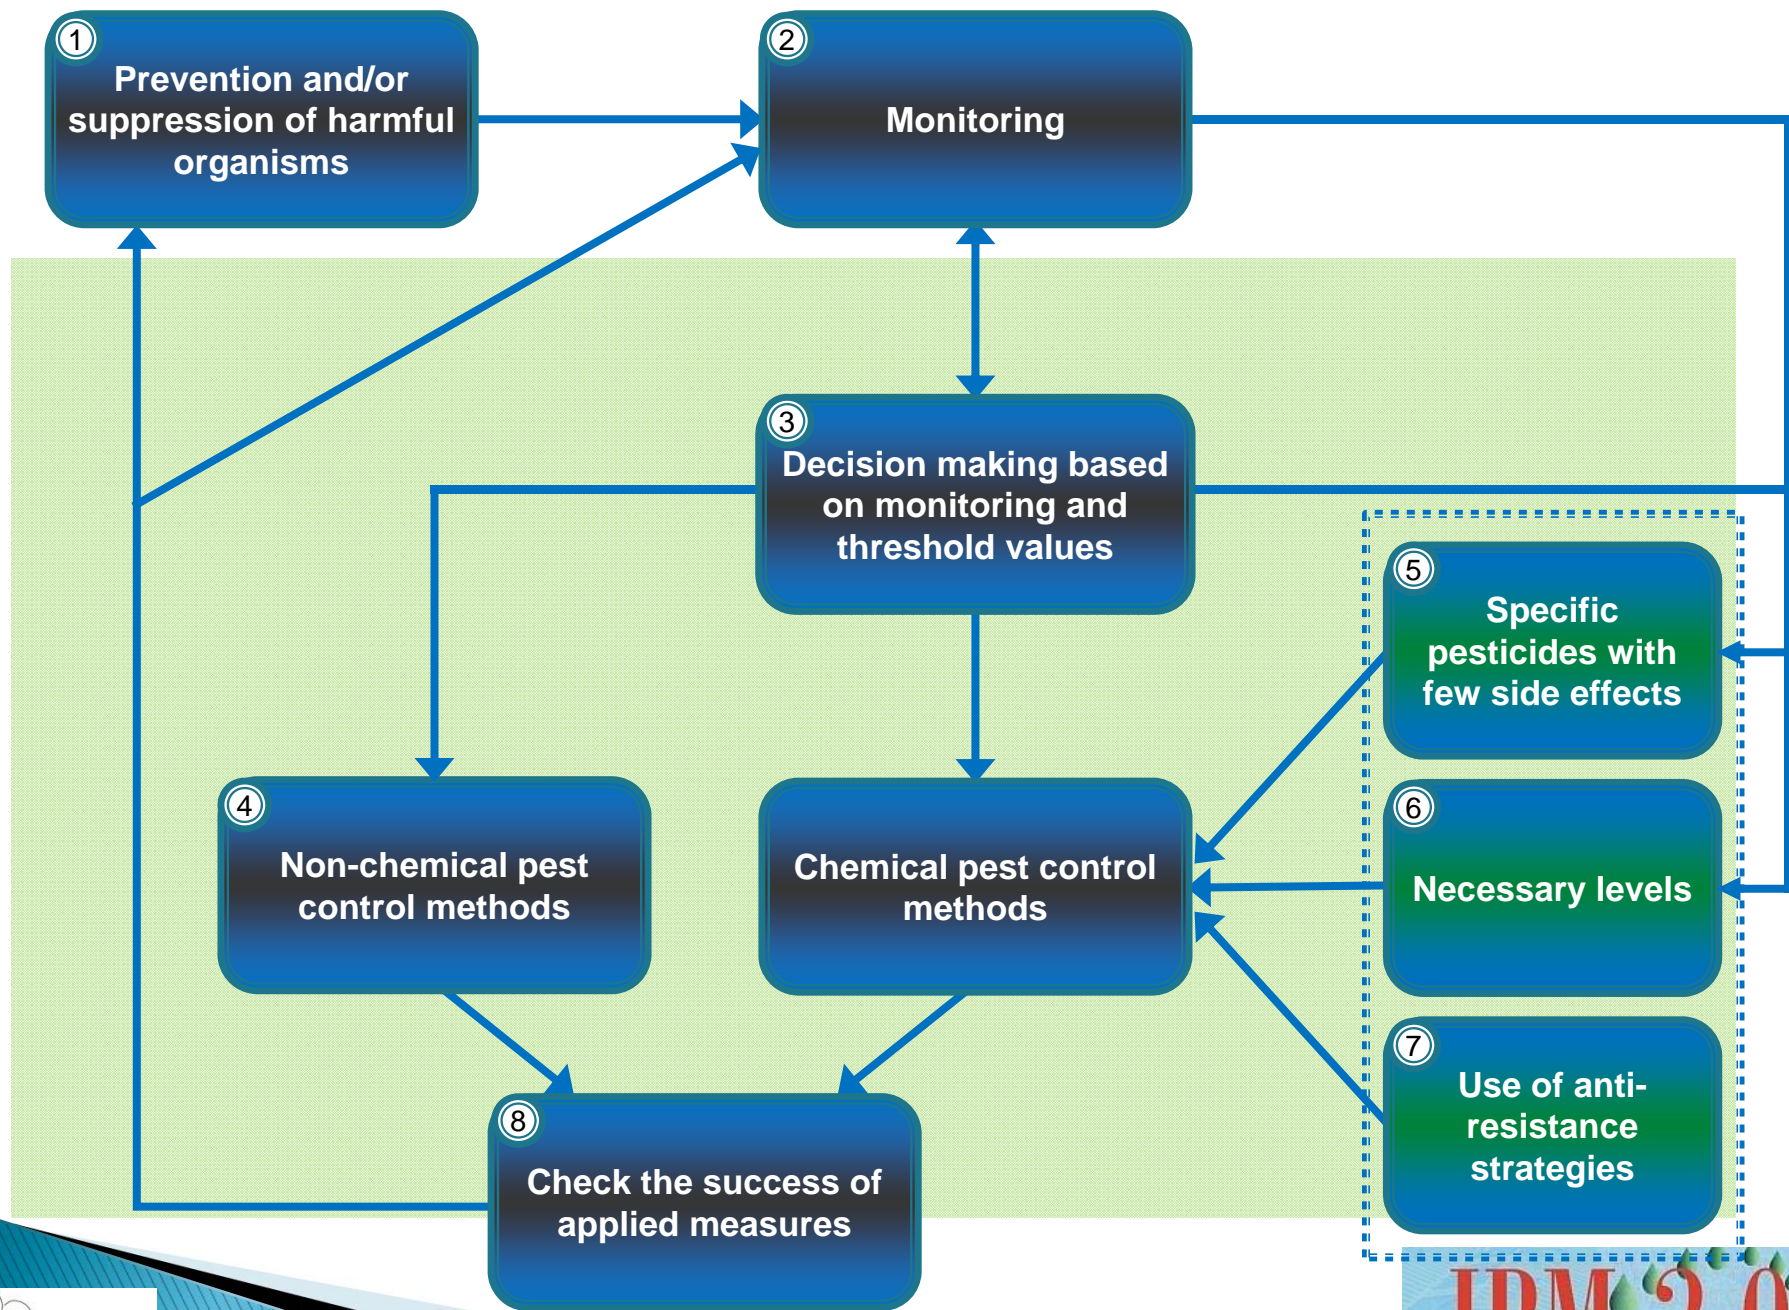 1
Prevention and/or
suppression of harmful
organisms
2
Monitoring
3
Decision making based
on monitoring and
threshold values
4
Non-chemical pest
control methods
Chemical pest control
methods
5
Specific
pesticides with
few side effects
6
Necessary levels
7
Use of anti-
resistance
strategies
8
Check the success of
applied measures